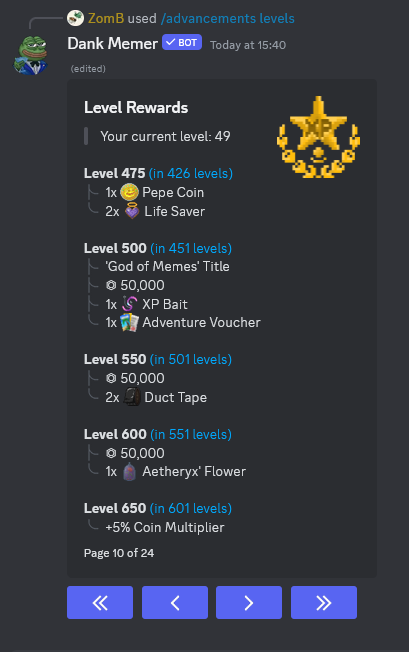 ZomB used /advancements levels
Dank Memer ✓ BOT Today at 15:40
(edited)
Level Rewards
XP
Your current level: 49
Level 475 (in 426 levels)
1x Pepe Coin
2x Life Saver
Level 500 (in 451 levels)
'God of Memes' Title
50,000
1x XP Bait
1x Adventure Voucher
Level 550 (in 501 levels)
50,000
2x Duct Tape
Level 600 (in 551 levels)
50,000
1x Aetheryx' Flower
Level 650 (in 601 levels)
+5% Coin Multiplier
Page 10 of 24